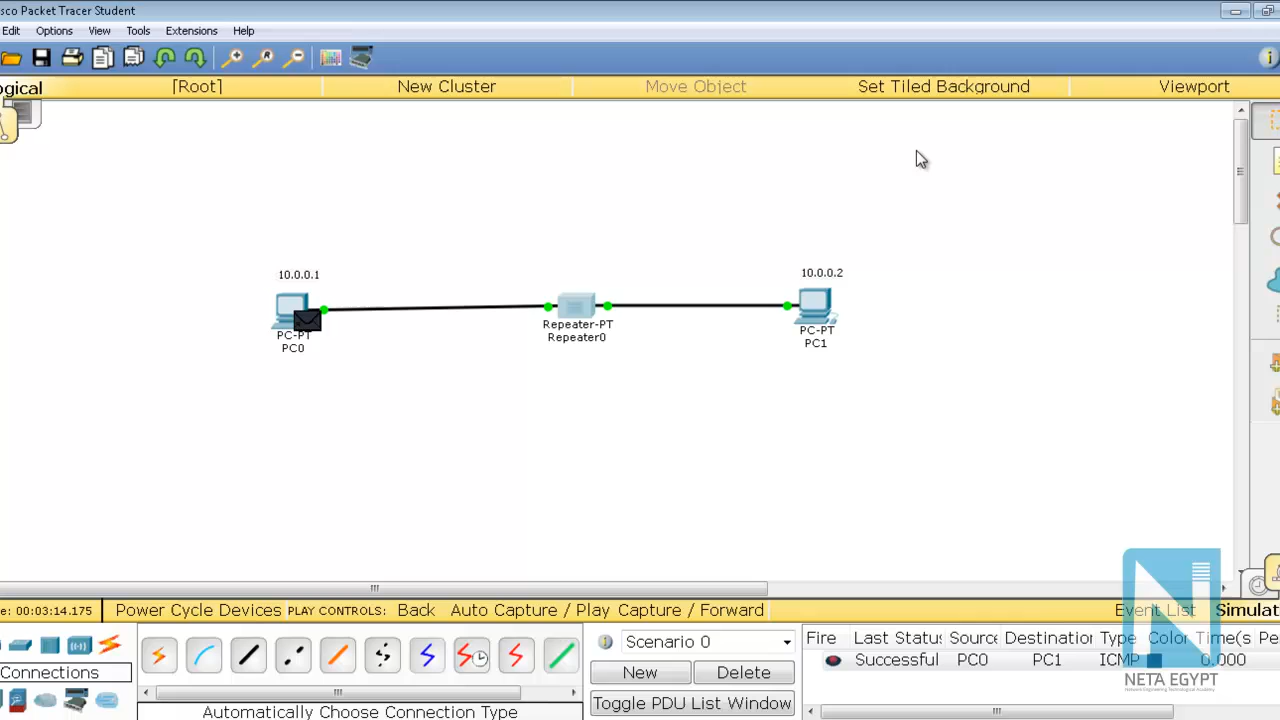 sco Packet Tracer Student
Edit Options View Tools Extensions Help
ogical [Root] New Cluster Move Object Set Tiled Background Viewport
10.0.0.1
10.0.0.2
PC-PT
PC0
Repeater-PT
Repeater0
PC-PT
PC1
e: 00:03:14.175 Power Cycle Devices PLAY CONTROLS: Back Auto Capture / Play Capture / Forward Event List Simulat
Connections
Automatically Choose Connection Type
Scenario 0
New Delete
Toggle PDU List Window
Fire Last Statu Source Destination Type Color Time(s Pe
Successful PC0 PC1 ICMP 0.000
NETA EGYPT
Network Engineering Technological Academy